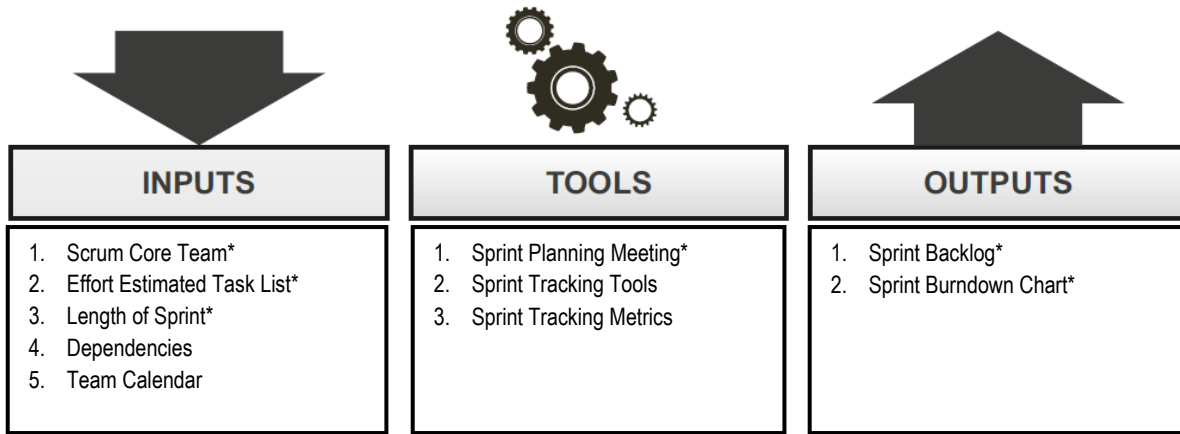 INPUTS
1. Scrum Core Team*
2. Effort Estimated Task List*
3. Length of Sprint*
4. Dependencies
5. Team Calendar
TOOLS
1. Sprint Planning Meeting*
2. Sprint Tracking Tools
3. Sprint Tracking Metrics
OUTPUTS
1. Sprint Backlog*
2. Sprint Burndown Chart*